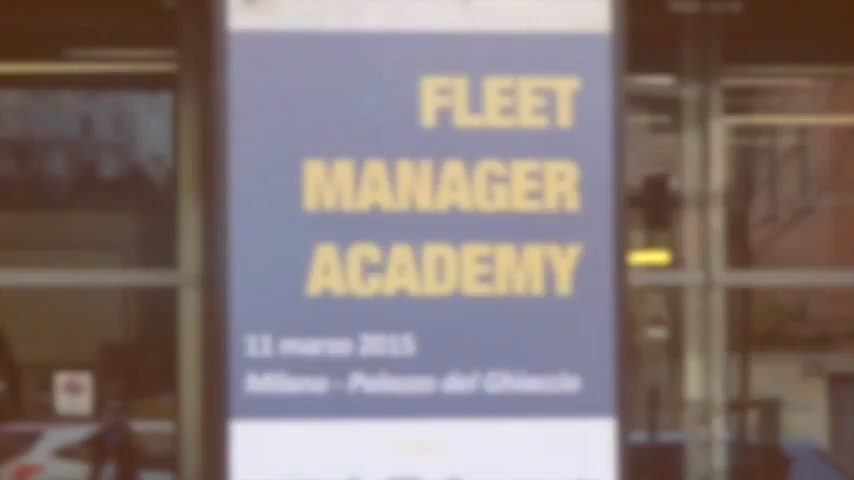 FLEET
MANAGER
ACADEMY
11 marzo 2015
Milano - Palazzo del Ghiaccio